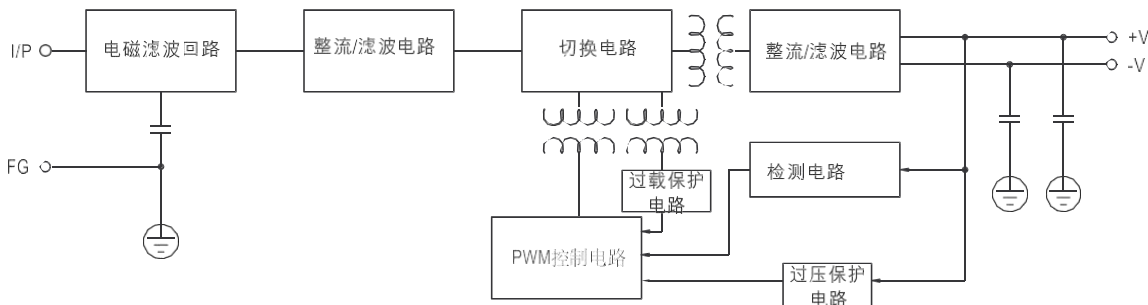 I/P
电磁滤波回路
整流/滤波电路
切换电路
整流/滤波电路
+V
-V
FG
过载保护
电路
检测电路
PWM控制电路
过压保护
电路